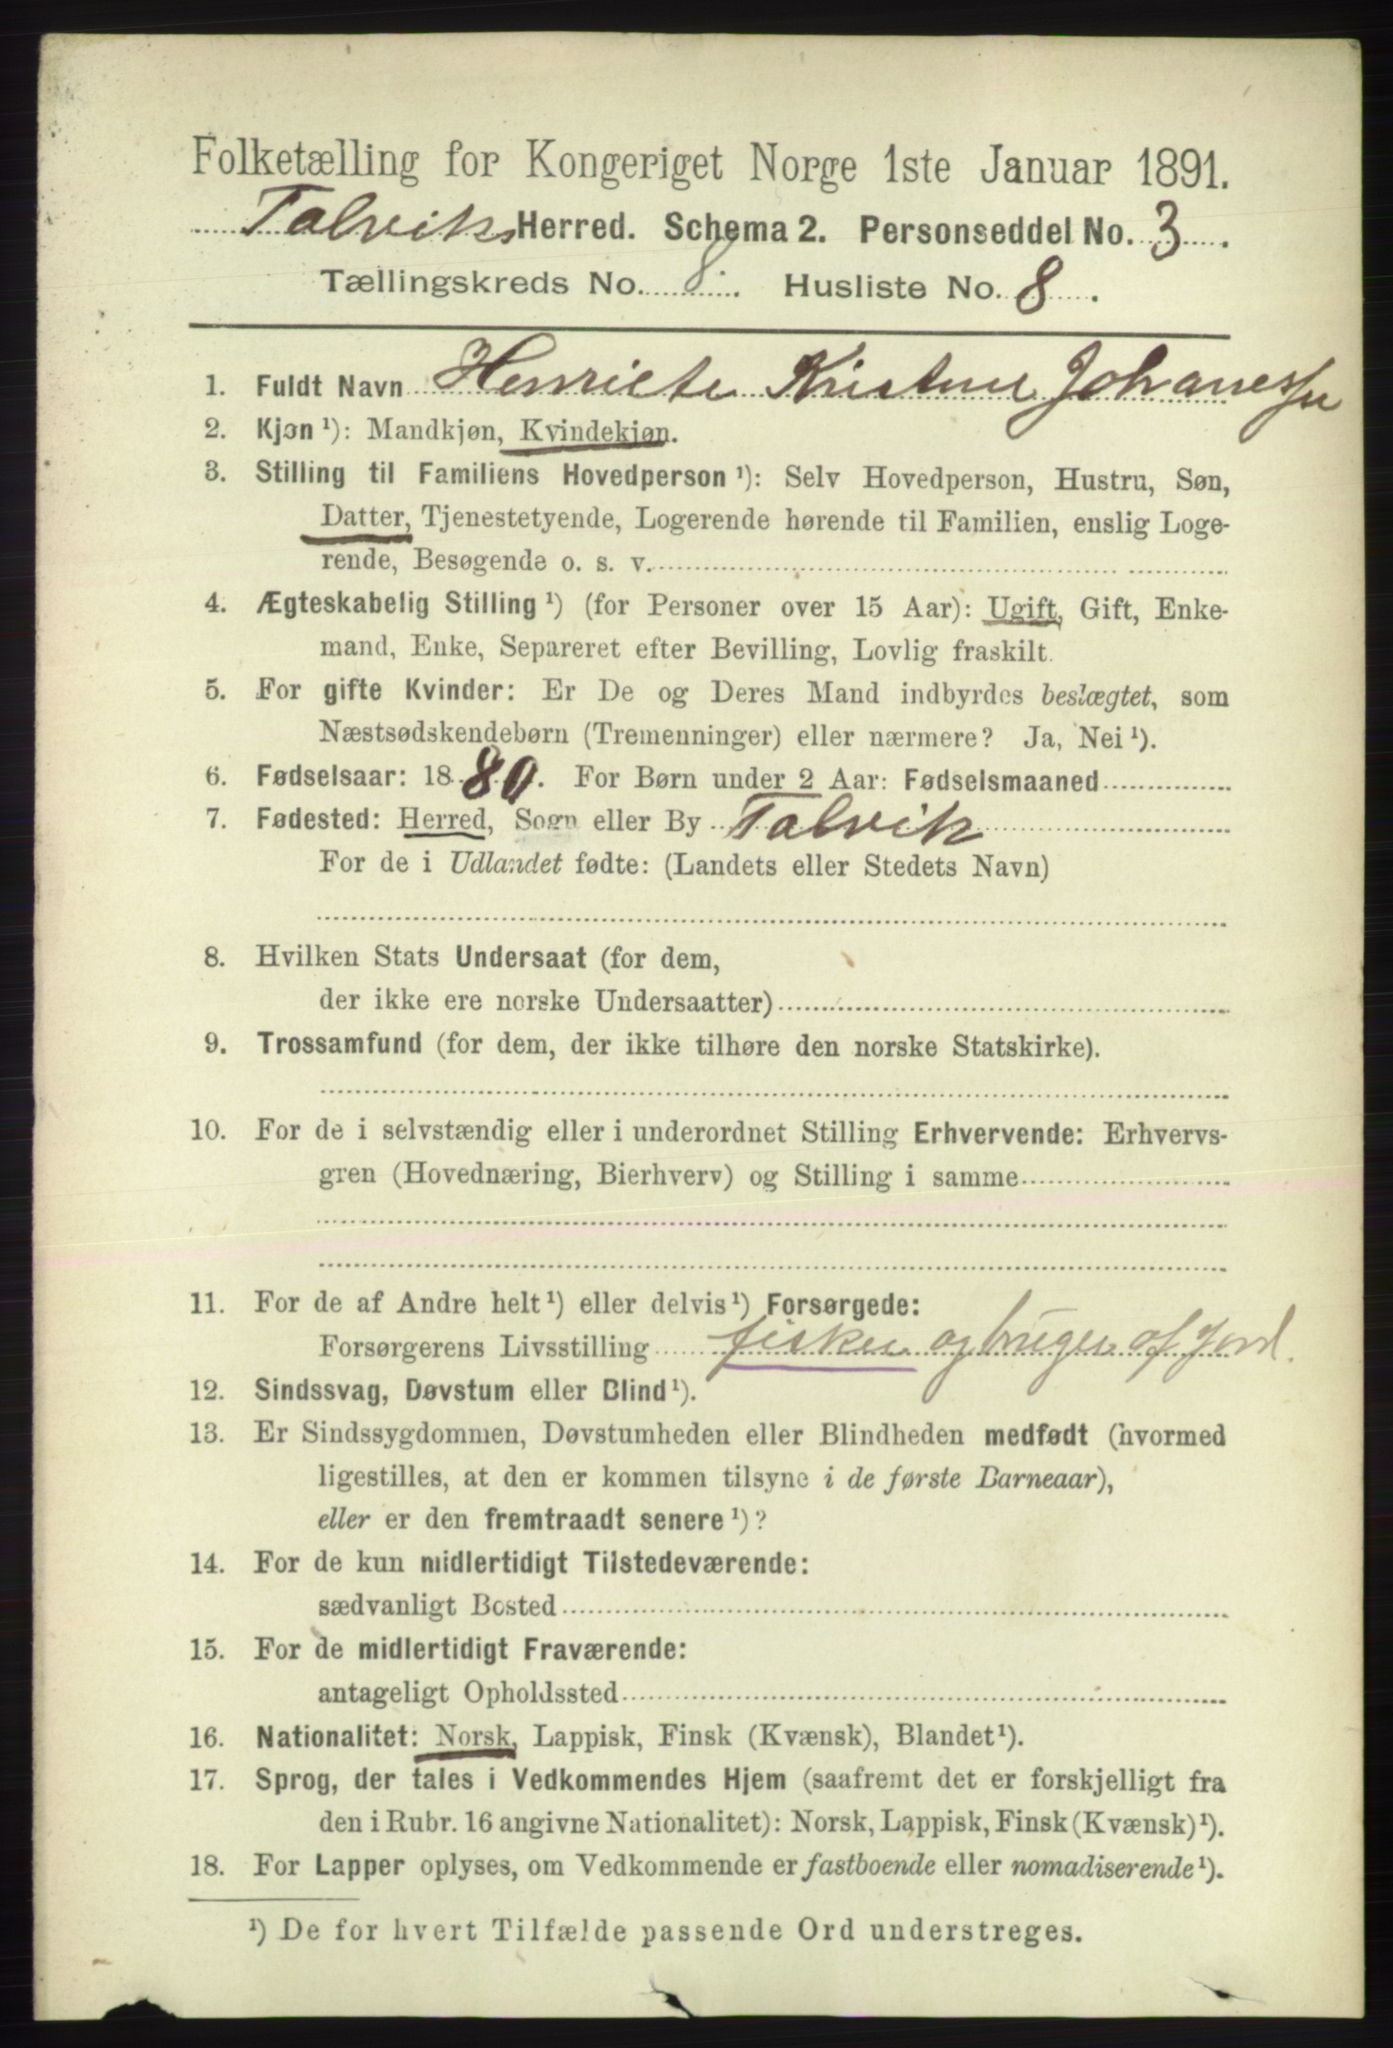 Folketælling for Kongeriget Norge 1ste Januar 1891.
Talviks Herred. Schema 2. Personseddel No. 3.
Tællingskreds No. 8. Husliste No. 8.
1. Fuldt Navn Henriete Kristine Johannessen
2. Kjøn ¹): Mandkjøn, Kvindekjøn.
3. Stilling til Familiens Hovedperson ¹): Selv Hovedperson, Hustru, Søn,
Datter, Tjenestetyende, Logerende hørende til Familien, enslig Loge-
rende, Besøgende o. s. v.
4. Ægteskabelig Stilling ¹) (for Personer over 15 Aar): Ugift, Gift, Enke-
mand, Enke, Separeret efter Bevilling, Lovlig fraskilt.
5. For gifte Kvinder: Er De og Deres Mand indbyrdes beslægtet, som
Næstsødskendebørn (Tremenninger) eller nærmere? Ja, Nei ¹).
6. Fødselsaar: 1880. For Børn under 2 Aar: Fødselsmaaned
7. Fødested: Herred, Sogn eller By Talvik
For de i Udlandet fødte: (Landets eller Stedets Navn)
8. Hvilken Stats Undersaat (for dem,
der ikke ere norske Undersaatter)
9. Trossamfund (for dem, der ikke tilhøre den norske Statskirke).
10. For de i selvstændig eller i underordnet Stilling Erhvervende: Erhvervs-
gren (Hovednæring, Bierhverv) og Stilling i samme
11. For de af Andre helt ¹) eller delvis ¹) Forsørgede:
Forsørgerens Livsstilling fisker og bruger af Jord.
12. Sindssvag, Døvstum eller Blind ¹).
13. Er Sindssygdommen, Døvstumheden eller Blindheden medfødt (hvormed
ligestilles, at den er kommen tilsyne i de første Barneaar),
eller er den fremtraadt senere ¹)?
14. For de kun midlertidigt Tilstedeværende:
sædvanligt Bosted
15. For de midlertidigt Fraværende:
antageligt Opholdssted
16. Nationalitet: Norsk, Lappisk, Finsk (Kvænsk), Blandet ¹).
17. Sprog, der tales i Vedkommendes Hjem (saafremt det er forskjelligt fra
den i Rubr. 16 angivne Nationalitet): Norsk, Lappisk, Finsk (Kvænsk) ¹).
18. For Lapper oplyses, om Vedkommende er fastboende eller nomadiserende ¹).
¹) De for hvert Tilfælde passende Ord understreges.